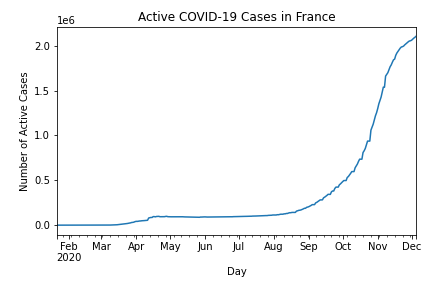 Active COVID-19 Cases in France
1e6
2.0
1.5
1.0
0.5
0.0
Number of Active Cases
Feb Mar Apr May Jun Jul Aug Sep Oct Nov Dec
2020
Day